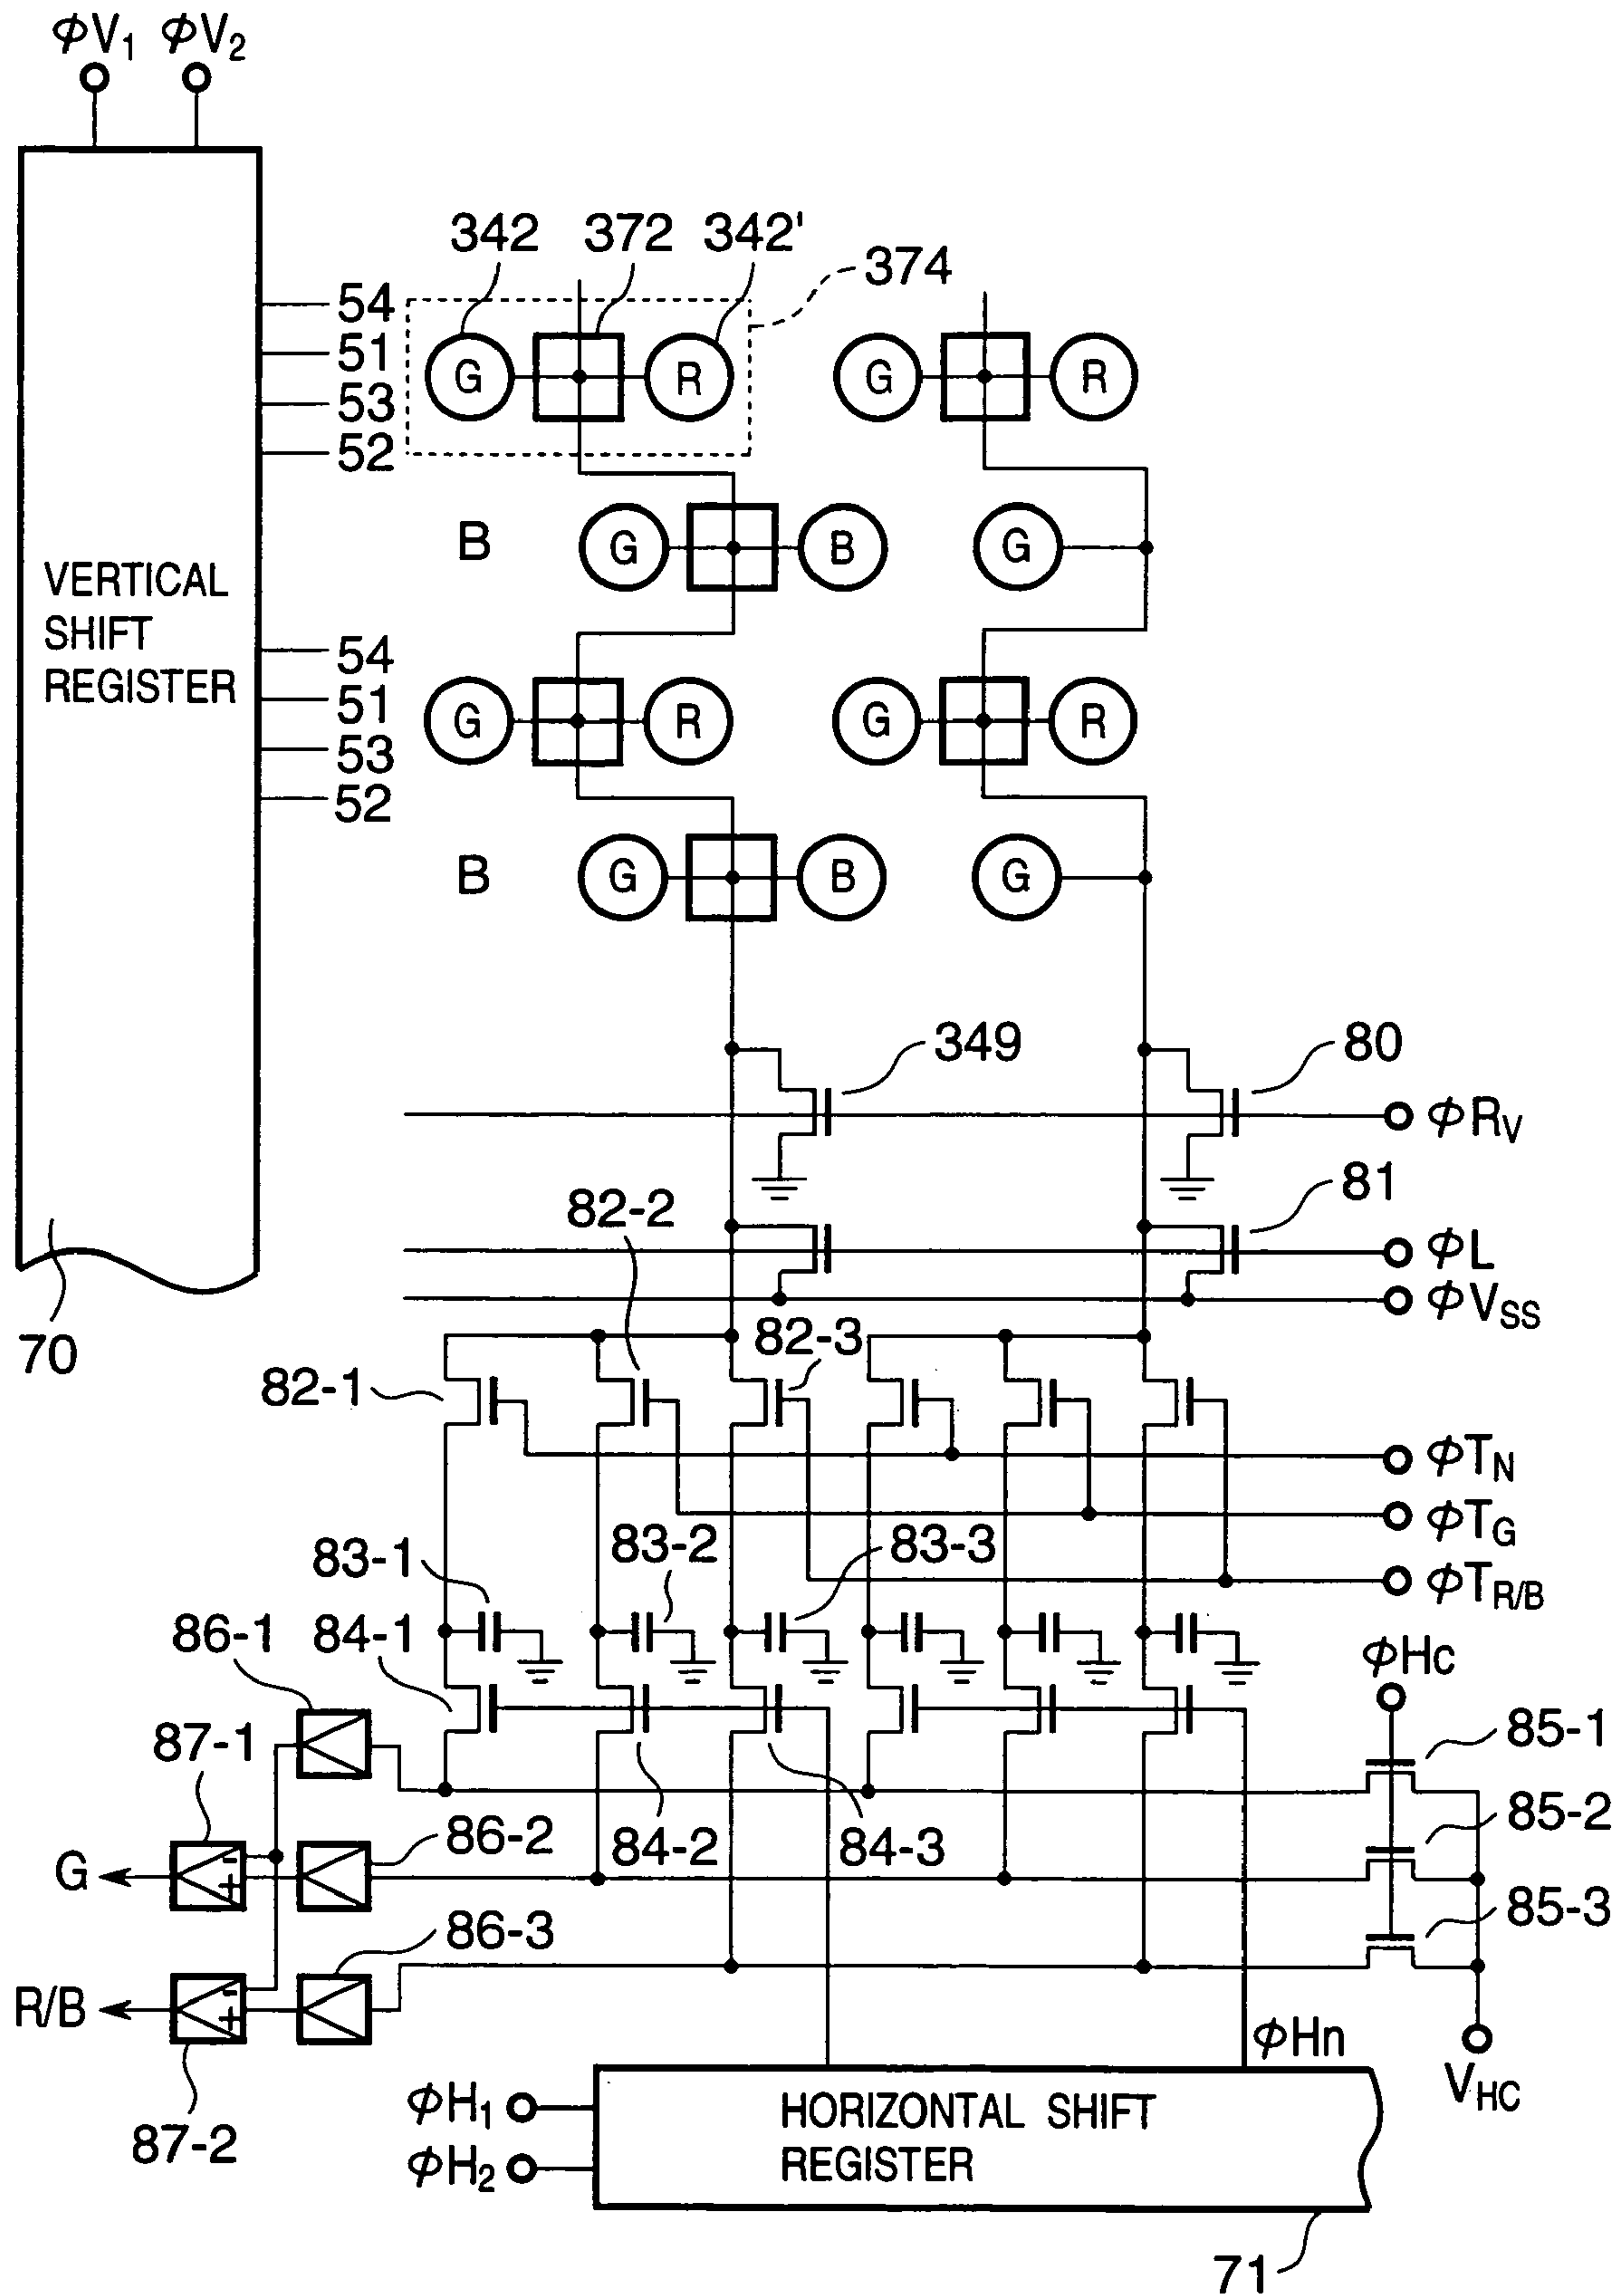 φV1 φV2
342 372 342' 374
54
51
53
52
G R G R
B G B G
VERTICAL
SHIFT
REGISTER
54
51
53
52
G R G R
B G B G
349 80
φRV
82-2 81
φL
φVSS
70
82-1 82-3
φTN
φTG
φTR/B
83-1 83-2 83-3
86-1 84-1 φHc
87-1 85-1
85-2
G - + 86-2 84-2 84-3
85-3
86-3
R/B - +
87-2
φHn
VHC
φH1
φH2
HORIZONTAL SHIFT
REGISTER
71